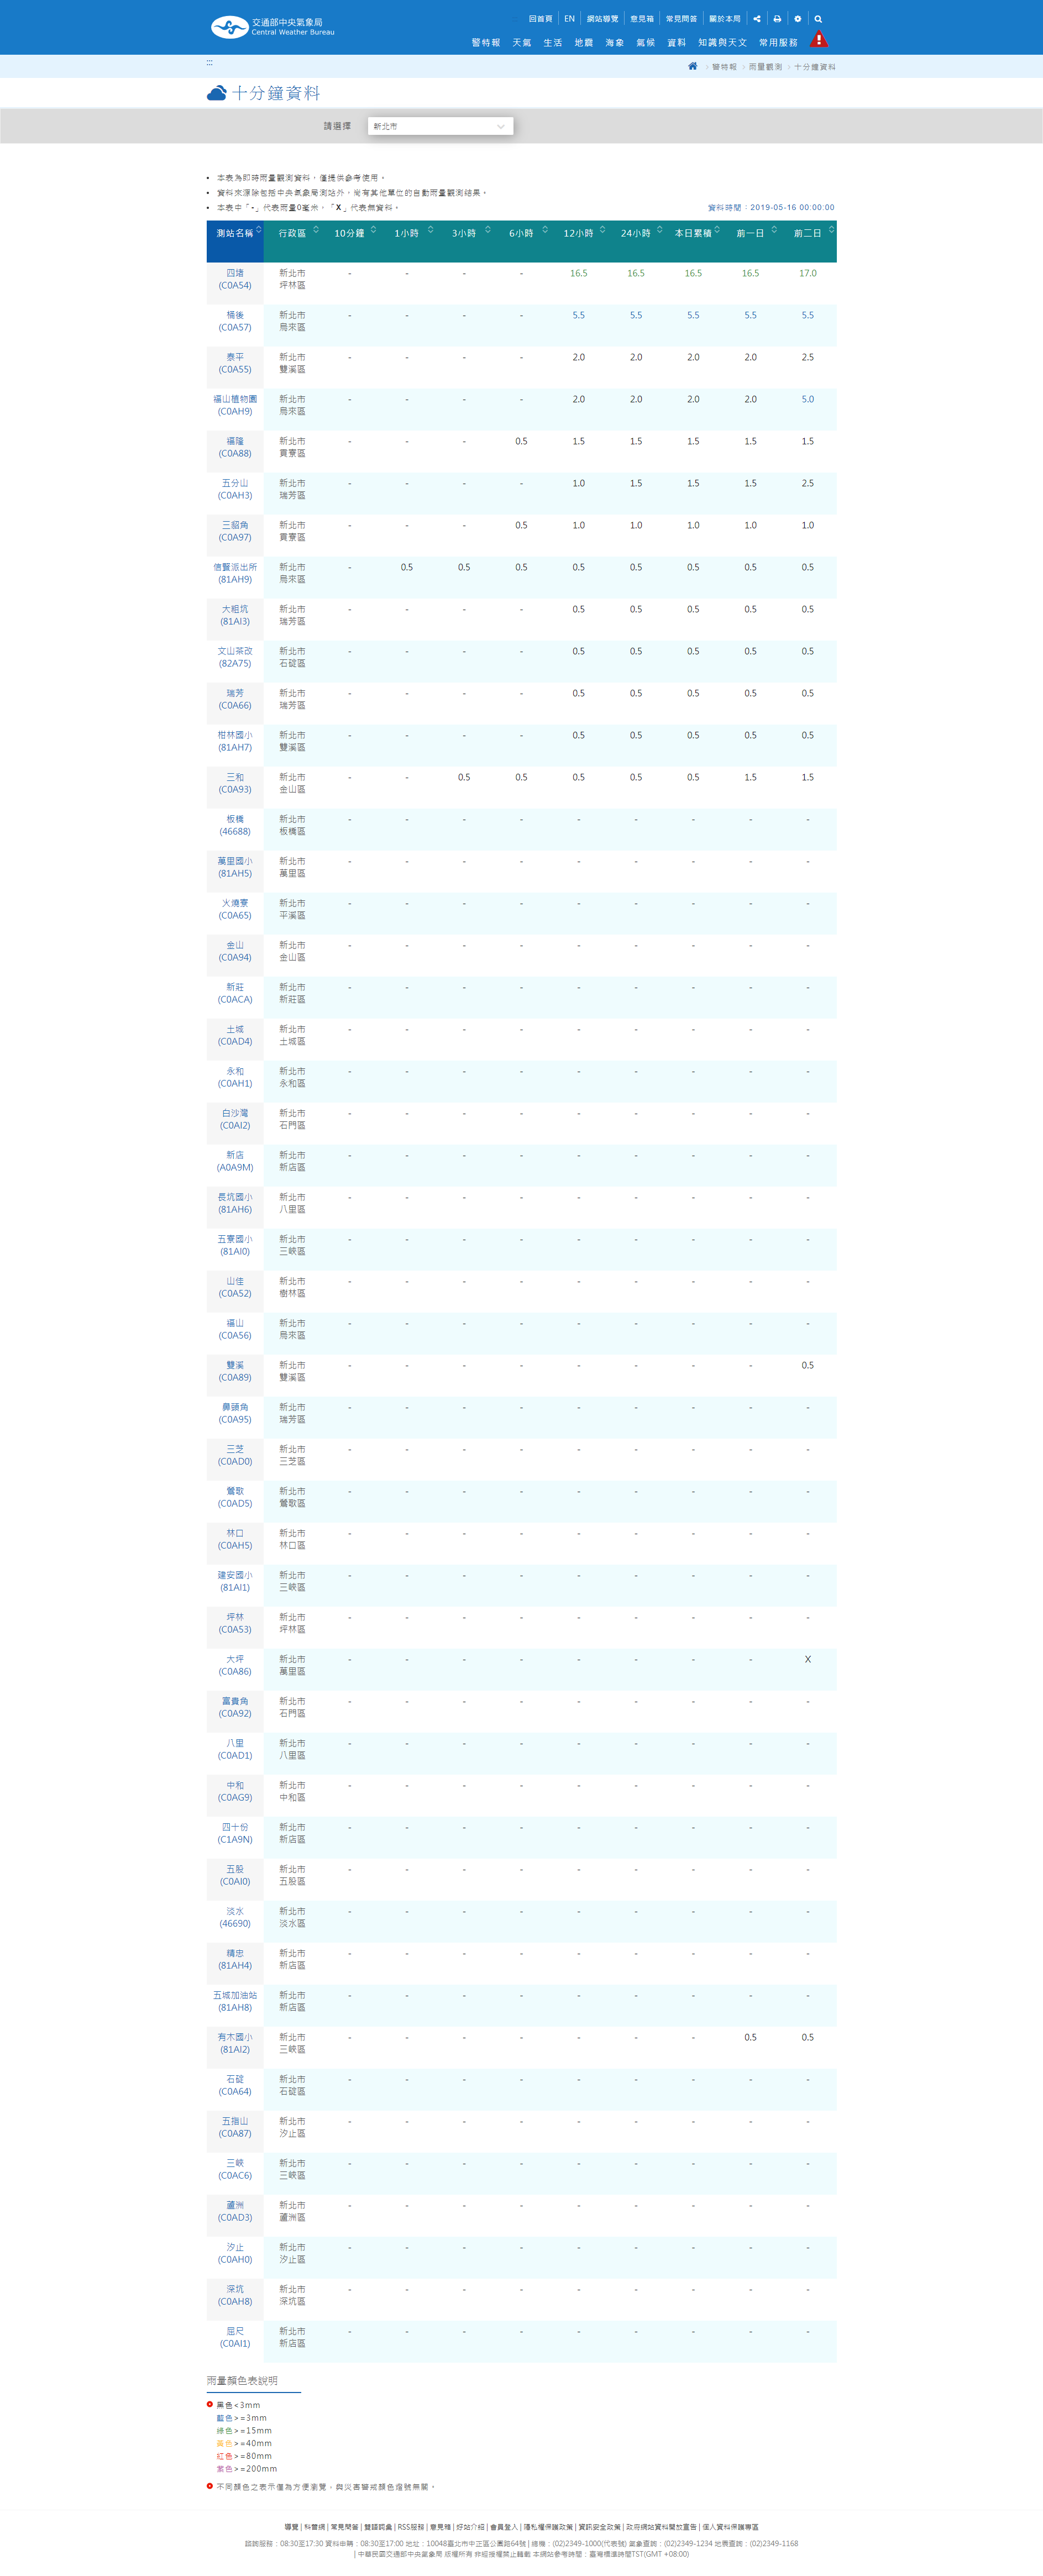 交通部中央氣象局
Central Weather Bureau
回首頁 EN 網站導覽 意見箱 常見問答 關於本局
警特報 天氣 生活 地震 海象 氣候 資料 知識與天文 常用服務
:::
> 警特報 > 雨量觀測 > 十分鐘資料
十分鐘資料
請選擇 新北市
• 本表為即時雨量觀測資料，僅提供參考使用。
• 資料來源除包括中央氣象局測站外，尚有其他單位的自動雨量觀測結果。
• 本表中「-」代表雨量0毫米，「X」代表無資料。 資料時間：2019-05-16 00:00:00
測站名稱 行政區 10分鐘 1小時 3小時 6小時 12小時 24小時 本日累積 前一日 前二日
四堵 新北市 - - - - 16.5 16.5 16.5 16.5 17.0
(C0A54) 坪林區
桶後 新北市 - - - - 5.5 5.5 5.5 5.5 5.5
(C0A57) 烏來區
泰平 新北市 - - - - 2.0 2.0 2.0 2.0 2.5
(C0A55) 雙溪區
福山植物園 新北市 - - - - 2.0 2.0 2.0 2.0 5.0
(C0AH9) 烏來區
福隆 新北市 - - - 0.5 1.5 1.5 1.5 1.5 1.5
(C0A88) 貢寮區
五分山 新北市 - - - - 1.0 1.5 1.5 1.5 2.5
(C0AH3) 瑞芳區
三貂角 新北市 - - - 0.5 1.0 1.0 1.0 1.0 1.0
(C0A97) 貢寮區
信賢派出所 新北市 - 0.5 0.5 0.5 0.5 0.5 0.5 0.5 0.5
(81AH9) 烏來區
大粗坑 新北市 - - - - 0.5 0.5 0.5 0.5 0.5
(81AI3) 瑞芳區
文山茶改 新北市 - - - - 0.5 0.5 0.5 0.5 0.5
(82A75) 石碇區
瑞芳 新北市 - - - - 0.5 0.5 0.5 0.5 0.5
(C0A66) 瑞芳區
柑林國小 新北市 - - - - 0.5 0.5 0.5 0.5 0.5
(81AH7) 雙溪區
三和 新北市 - - 0.5 0.5 0.5 0.5 0.5 1.5 1.5
(C0A93) 金山區
板橋 新北市 - - - - - - - - -
(46688) 板橋區
萬里國小 新北市 - - - - - - - - -
(81AH5) 萬里區
火燒寮 新北市 - - - - - - - - -
(C0A65) 平溪區
金山 新北市 - - - - - - - - -
(C0A94) 金山區
新莊 新北市 - - - - - - - - -
(C0ACA) 新莊區
土城 新北市 - - - - - - - - -
(C0AD4) 土城區
永和 新北市 - - - - - - - - -
(C0AH1) 永和區
白沙灣 新北市 - - - - - - - - -
(C0AI2) 石門區
新店 新北市 - - - - - - - - -
(A0A9M) 新店區
長坑國小 新北市 - - - - - - - - -
(81AH6) 八里區
五寮國小 新北市 - - - - - - - - -
(81AI0) 三峽區
山佳 新北市 - - - - - - - - -
(C0A52) 樹林區
福山 新北市 - - - - - - - - -
(C0A56) 烏來區
雙溪 新北市 - - - - - - - - 0.5
(C0A89) 雙溪區
鼻頭角 新北市 - - - - - - - - -
(C0A95) 瑞芳區
三芝 新北市 - - - - - - - - -
(C0AD0) 三芝區
鶯歌 新北市 - - - - - - - - -
(C0AD5) 鶯歌區
林口 新北市 - - - - - - - - -
(C0AH5) 林口區
建安國小 新北市 - - - - - - - - -
(81AI1) 三峽區
坪林 新北市 - - - - - - - - -
(C0A53) 坪林區
大坪 新北市 - - - - - - - - X
(C0A86) 萬里區
富貴角 新北市 - - - - - - - - -
(C0A92) 石門區
八里 新北市 - - - - - - - - -
(C0AD1) 八里區
中和 新北市 - - - - - - - - -
(C0AG9) 中和區
四十份 新北市 - - - - - - - - -
(C1A9N) 新店區
五股 新北市 - - - - - - - - -
(C0AI0) 五股區
淡水 新北市 - - - - - - - - -
(46690) 淡水區
精忠 新北市 - - - - - - - - -
(81AH4) 新店區
五城加油站 新北市 - - - - - - - - -
(81AH8) 新店區
有木國小 新北市 - - - - - - - 0.5 0.5
(81AI2) 三峽區
石碇 新北市 - - - - - - - - -
(C0A64) 石碇區
五指山 新北市 - - - - - - - - -
(C0A87) 汐止區
三峽 新北市 - - - - - - - - -
(C0AC6) 三峽區
蘆洲 新北市 - - - - - - - - -
(C0AD3) 蘆洲區
汐止 新北市 - - - - - - - - -
(C0AH0) 汐止區
深坑 新北市 - - - - - - - - -
(C0AH8) 深坑區
屈尺 新北市 - - - - - - - - -
(C0AI1) 新店區
雨量顏色表說明
黑色<3mm
藍色>=3mm
綠色>=15mm
黃色>=40mm
紅色>=80mm
紫色>=200mm
不同顏色之表示僅為方便瀏覽，與災害警戒顏色燈號無關。
導覽 | 科普網 | 常見問答 | 雙語詞彙 | RSS服務 | 意見箱 | 好站介紹 | 會員登入 | 隱私權保護政策 | 資訊安全政策 | 政府網站資料開放宣告 | 個人資料保護專區
諮詢服務：08:30至17:30 資料申購：08:30至17:00 地址：10048臺北市中正區公園路64號 | 總機：(02)2349-1000(代表號) 氣象查詢：(02)2349-1234 地震查詢：(02)2349-1168
| 中華民國交通部中央氣象局 版權所有 非經授權禁止轉載 本網站參考時間：臺灣標準時間TST(GMT +08:00)